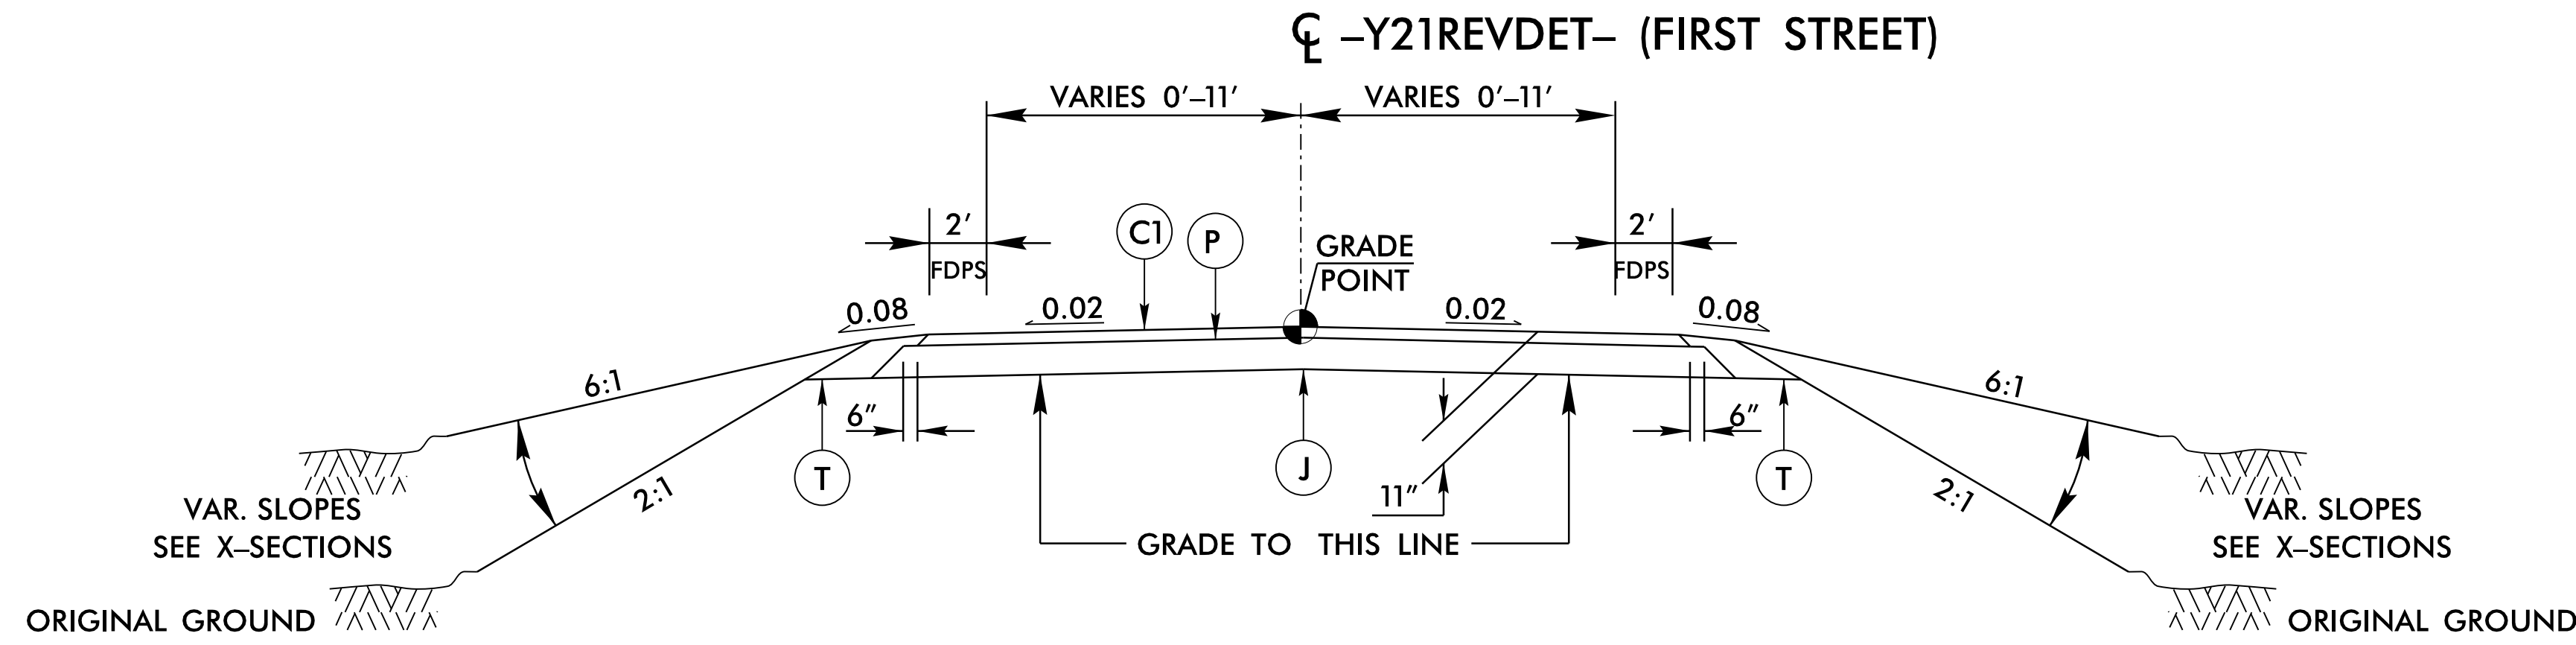 ℄ –Y21REVDET– (FIRST STREET)
VARIES 0'–11' VARIES 0'–11'
2' 2'
FDPS FDPS
C1 P
GRADE
POINT
0.08 0.02 0.02 0.08
6:1 6:1
6" 6"
T J T
2:1 2:1
11"
VAR. SLOPES VAR. SLOPES
SEE X–SECTIONS SEE X–SECTIONS
GRADE TO THIS LINE
ORIGINAL GROUND ORIGINAL GROUND